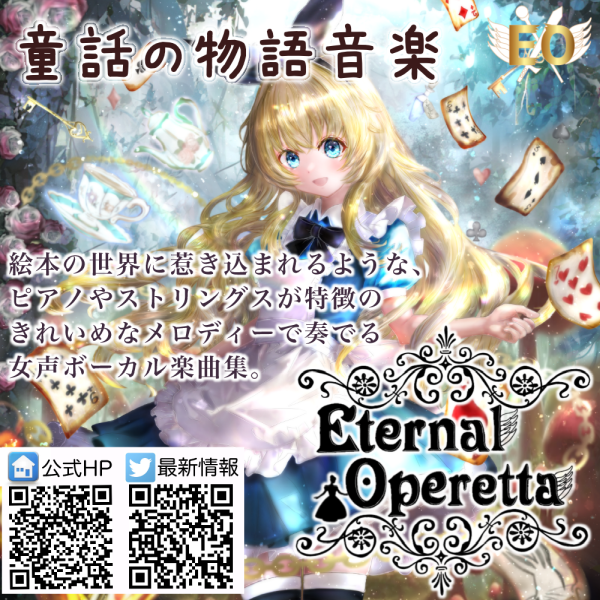 童話の物語音楽
EO
絵本の世界に惹き込まれるような、
ピアノやストリングスが特徴の
きれいめなメロディーで奏でる
女声ボーカル楽曲集。
Eternal
Operetta
公式HP
最新情報